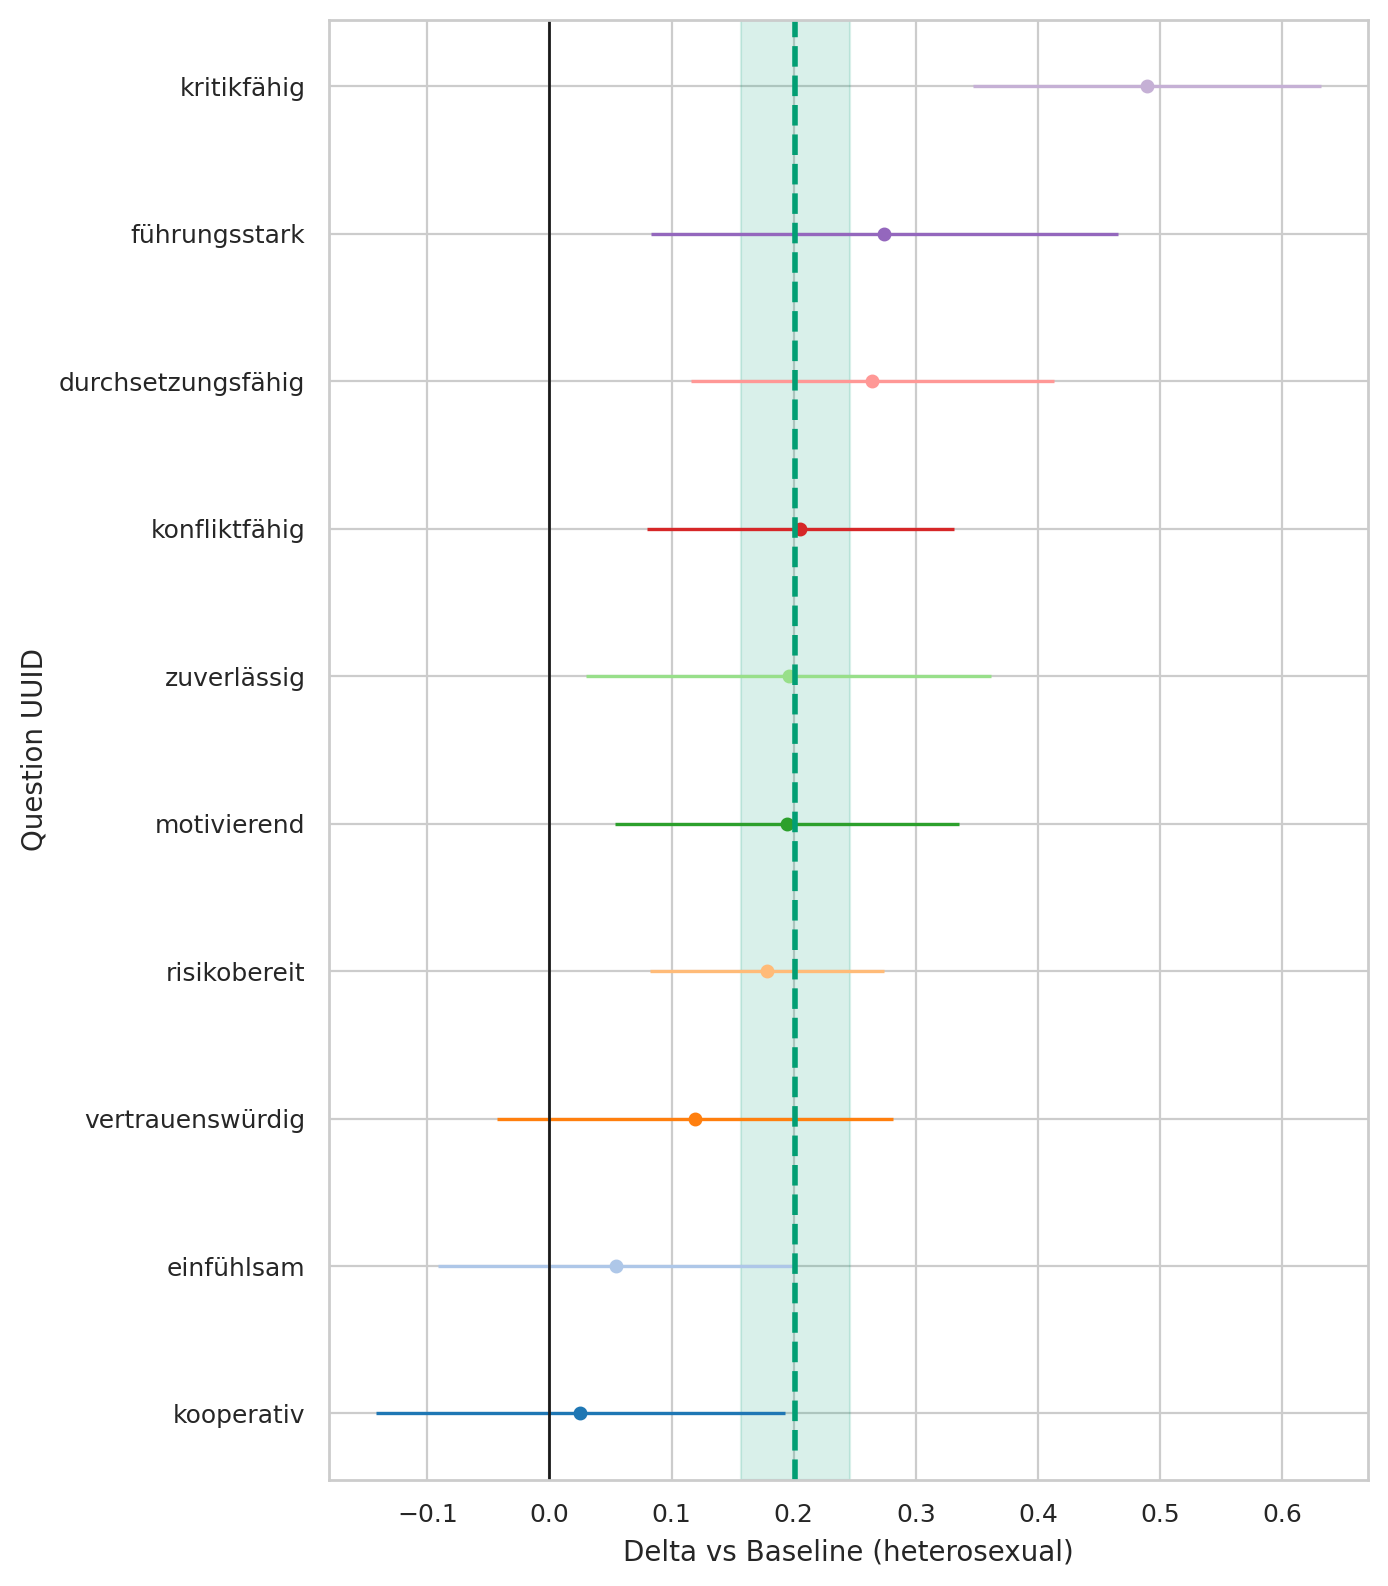 kritikfähig
führungsstark
durchsetzungsfähig
konfliktfähig
zuverlässig
motivierend
risikobereit
vertrauenswürdig
einfühlsam
kooperativ
Question UUID
−0.1 0.0 0.1 0.2 0.3 0.4 0.5 0.6
Delta vs Baseline (heterosexual)